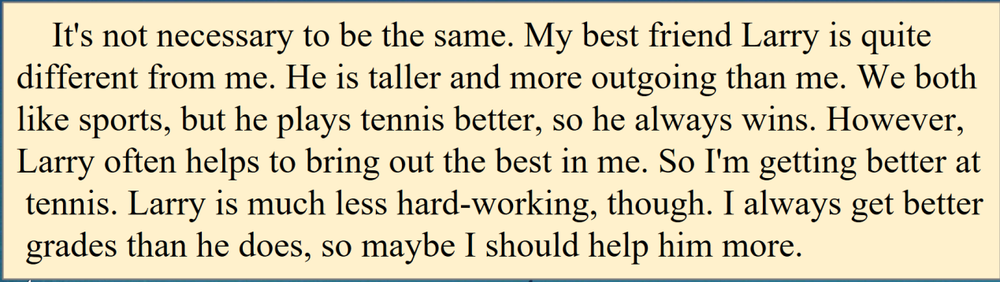 It's not necessary to be the same. My best friend Larry is quite
different from me. He is taller and more outgoing than me. We both
like sports, but he plays tennis better, so he always wins. However,
Larry often helps to bring out the best in me. So I'm getting better at
tennis. Larry is much less hard-working, though. I always get better
grades than he does, so maybe I should help him more.